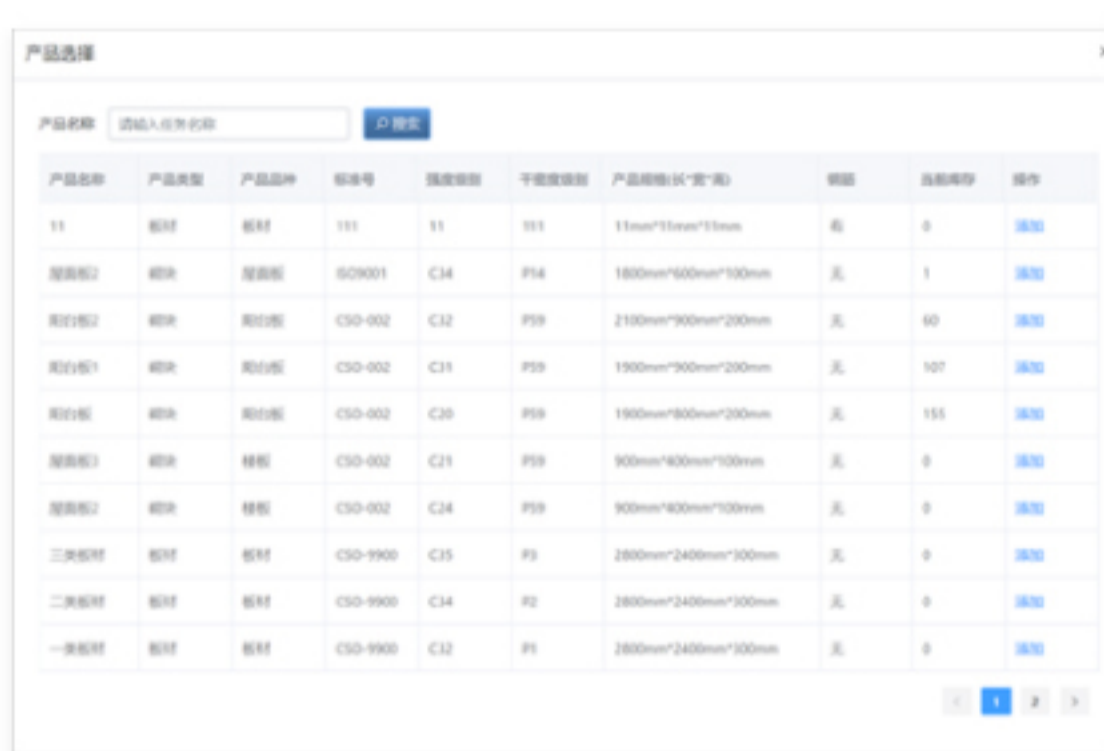 产品选择
产品名称 请输入任务名称 搜索
产品名称 产品类型 产品品种 标准号 强度级别 干密度级别 产品规格(长*宽*高) 钢筋 当前库存 操作
11 板材 板材 111 11 111 11mm*11mm*11mm 有 0 添加
屋面板2 砌块 屋面板 ISO9001 C34 P14 1800mm*600mm*100mm 无 1 添加
阳台板2 砌块 阳台板 CSO-002 C32 P59 2100mm*900mm*200mm 无 60 添加
阳台板1 砌块 阳台板 CSO-002 C31 P59 1900mm*900mm*200mm 无 107 添加
阳台板 砌块 阳台板 CSO-002 C20 P59 1900mm*800mm*200mm 无 155 添加
屋面板3 砌块 楼板 CSO-002 C21 P59 900mm*400mm*100mm 无 0 添加
屋面板2 砌块 楼板 CSO-002 C24 P59 900mm*400mm*100mm 无 0 添加
三类板材 板材 板材 CSO-9900 C35 P3 2800mm*2400mm*300mm 无 0 添加
二类板材 板材 板材 CSO-9900 C34 P2 2800mm*2400mm*300mm 无 0 添加
一类板材 板材 板材 CSO-9900 C32 P1 2800mm*2400mm*300mm 无 0 添加
1 2